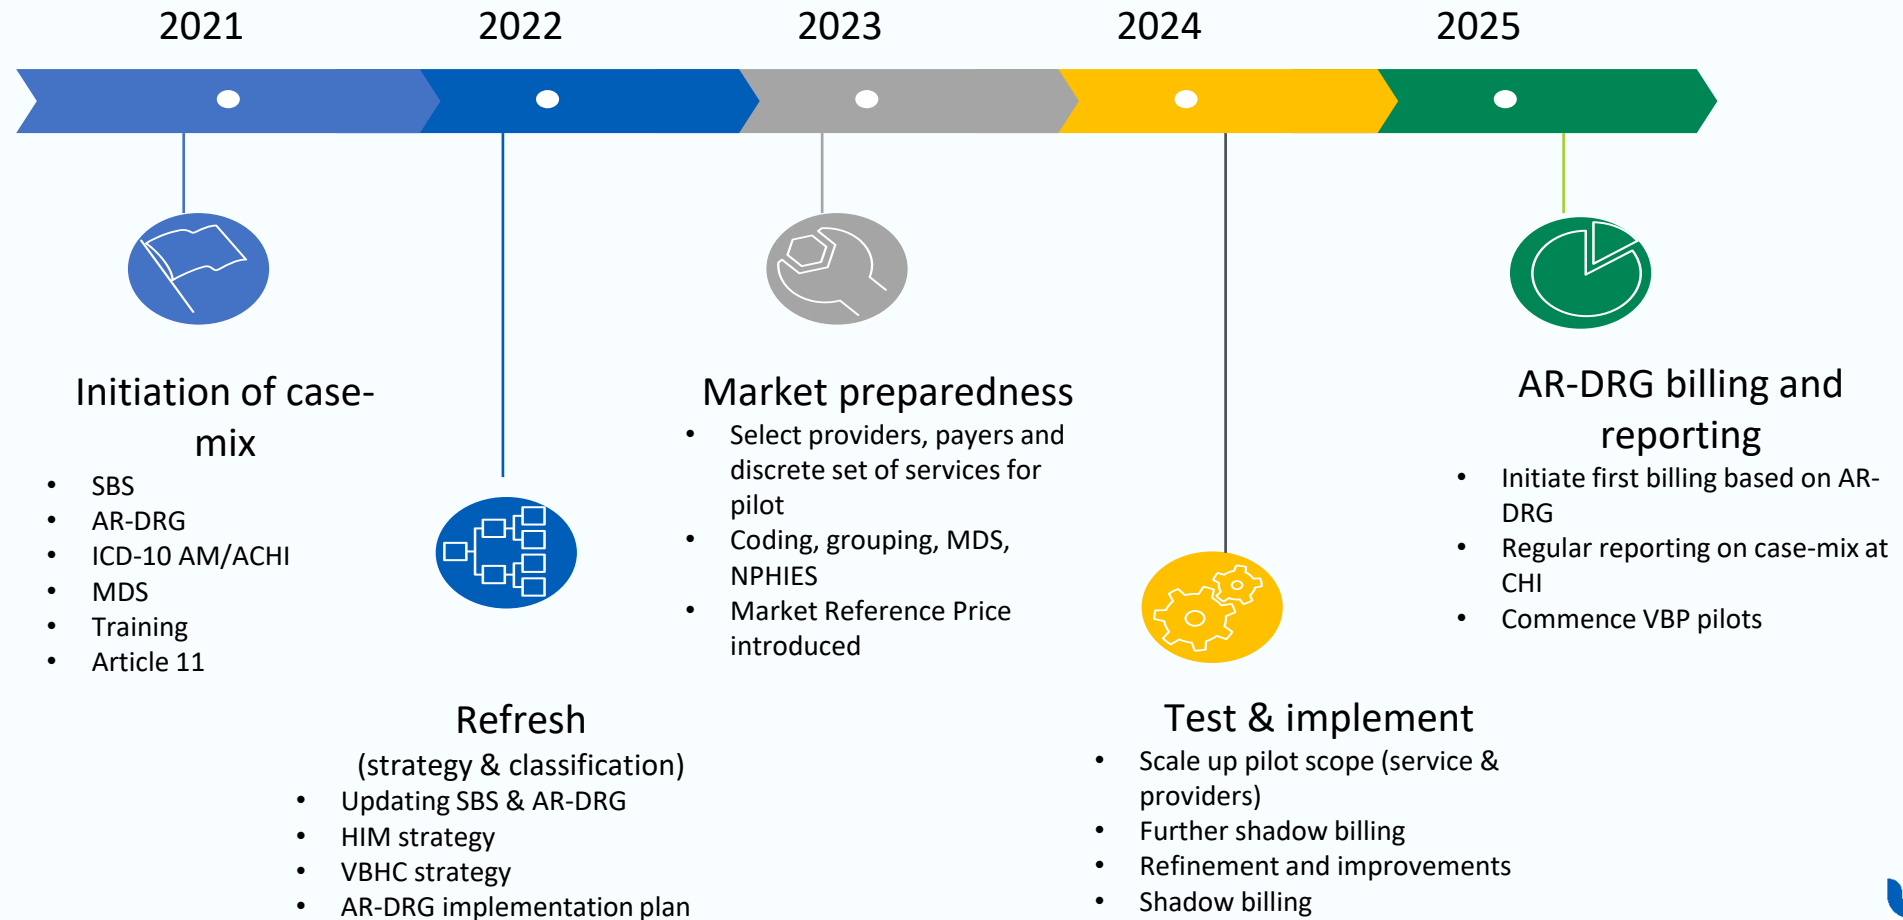 2021
2022
2023
2024
2025
Initiation of case-
mix
• SBS
• AR-DRG
• ICD-10 AM/ACHI
• MDS
• Training
• Article 11
Refresh
(strategy & classification)
• Updating SBS & AR-DRG
• HIM strategy
• VBHC strategy
• AR-DRG implementation plan
Market preparedness
• Select providers, payers and
discrete set of services for
pilot
• Coding, grouping, MDS,
NPHIES
• Market Reference Price
introduced
Test & implement
• Scale up pilot scope (service &
providers)
• Further shadow billing
• Refinement and improvements
• Shadow billing
AR-DRG billing and
reporting
• Initiate first billing based on AR-
DRG
• Regular reporting on case-mix at
CHI
• Commence VBP pilots